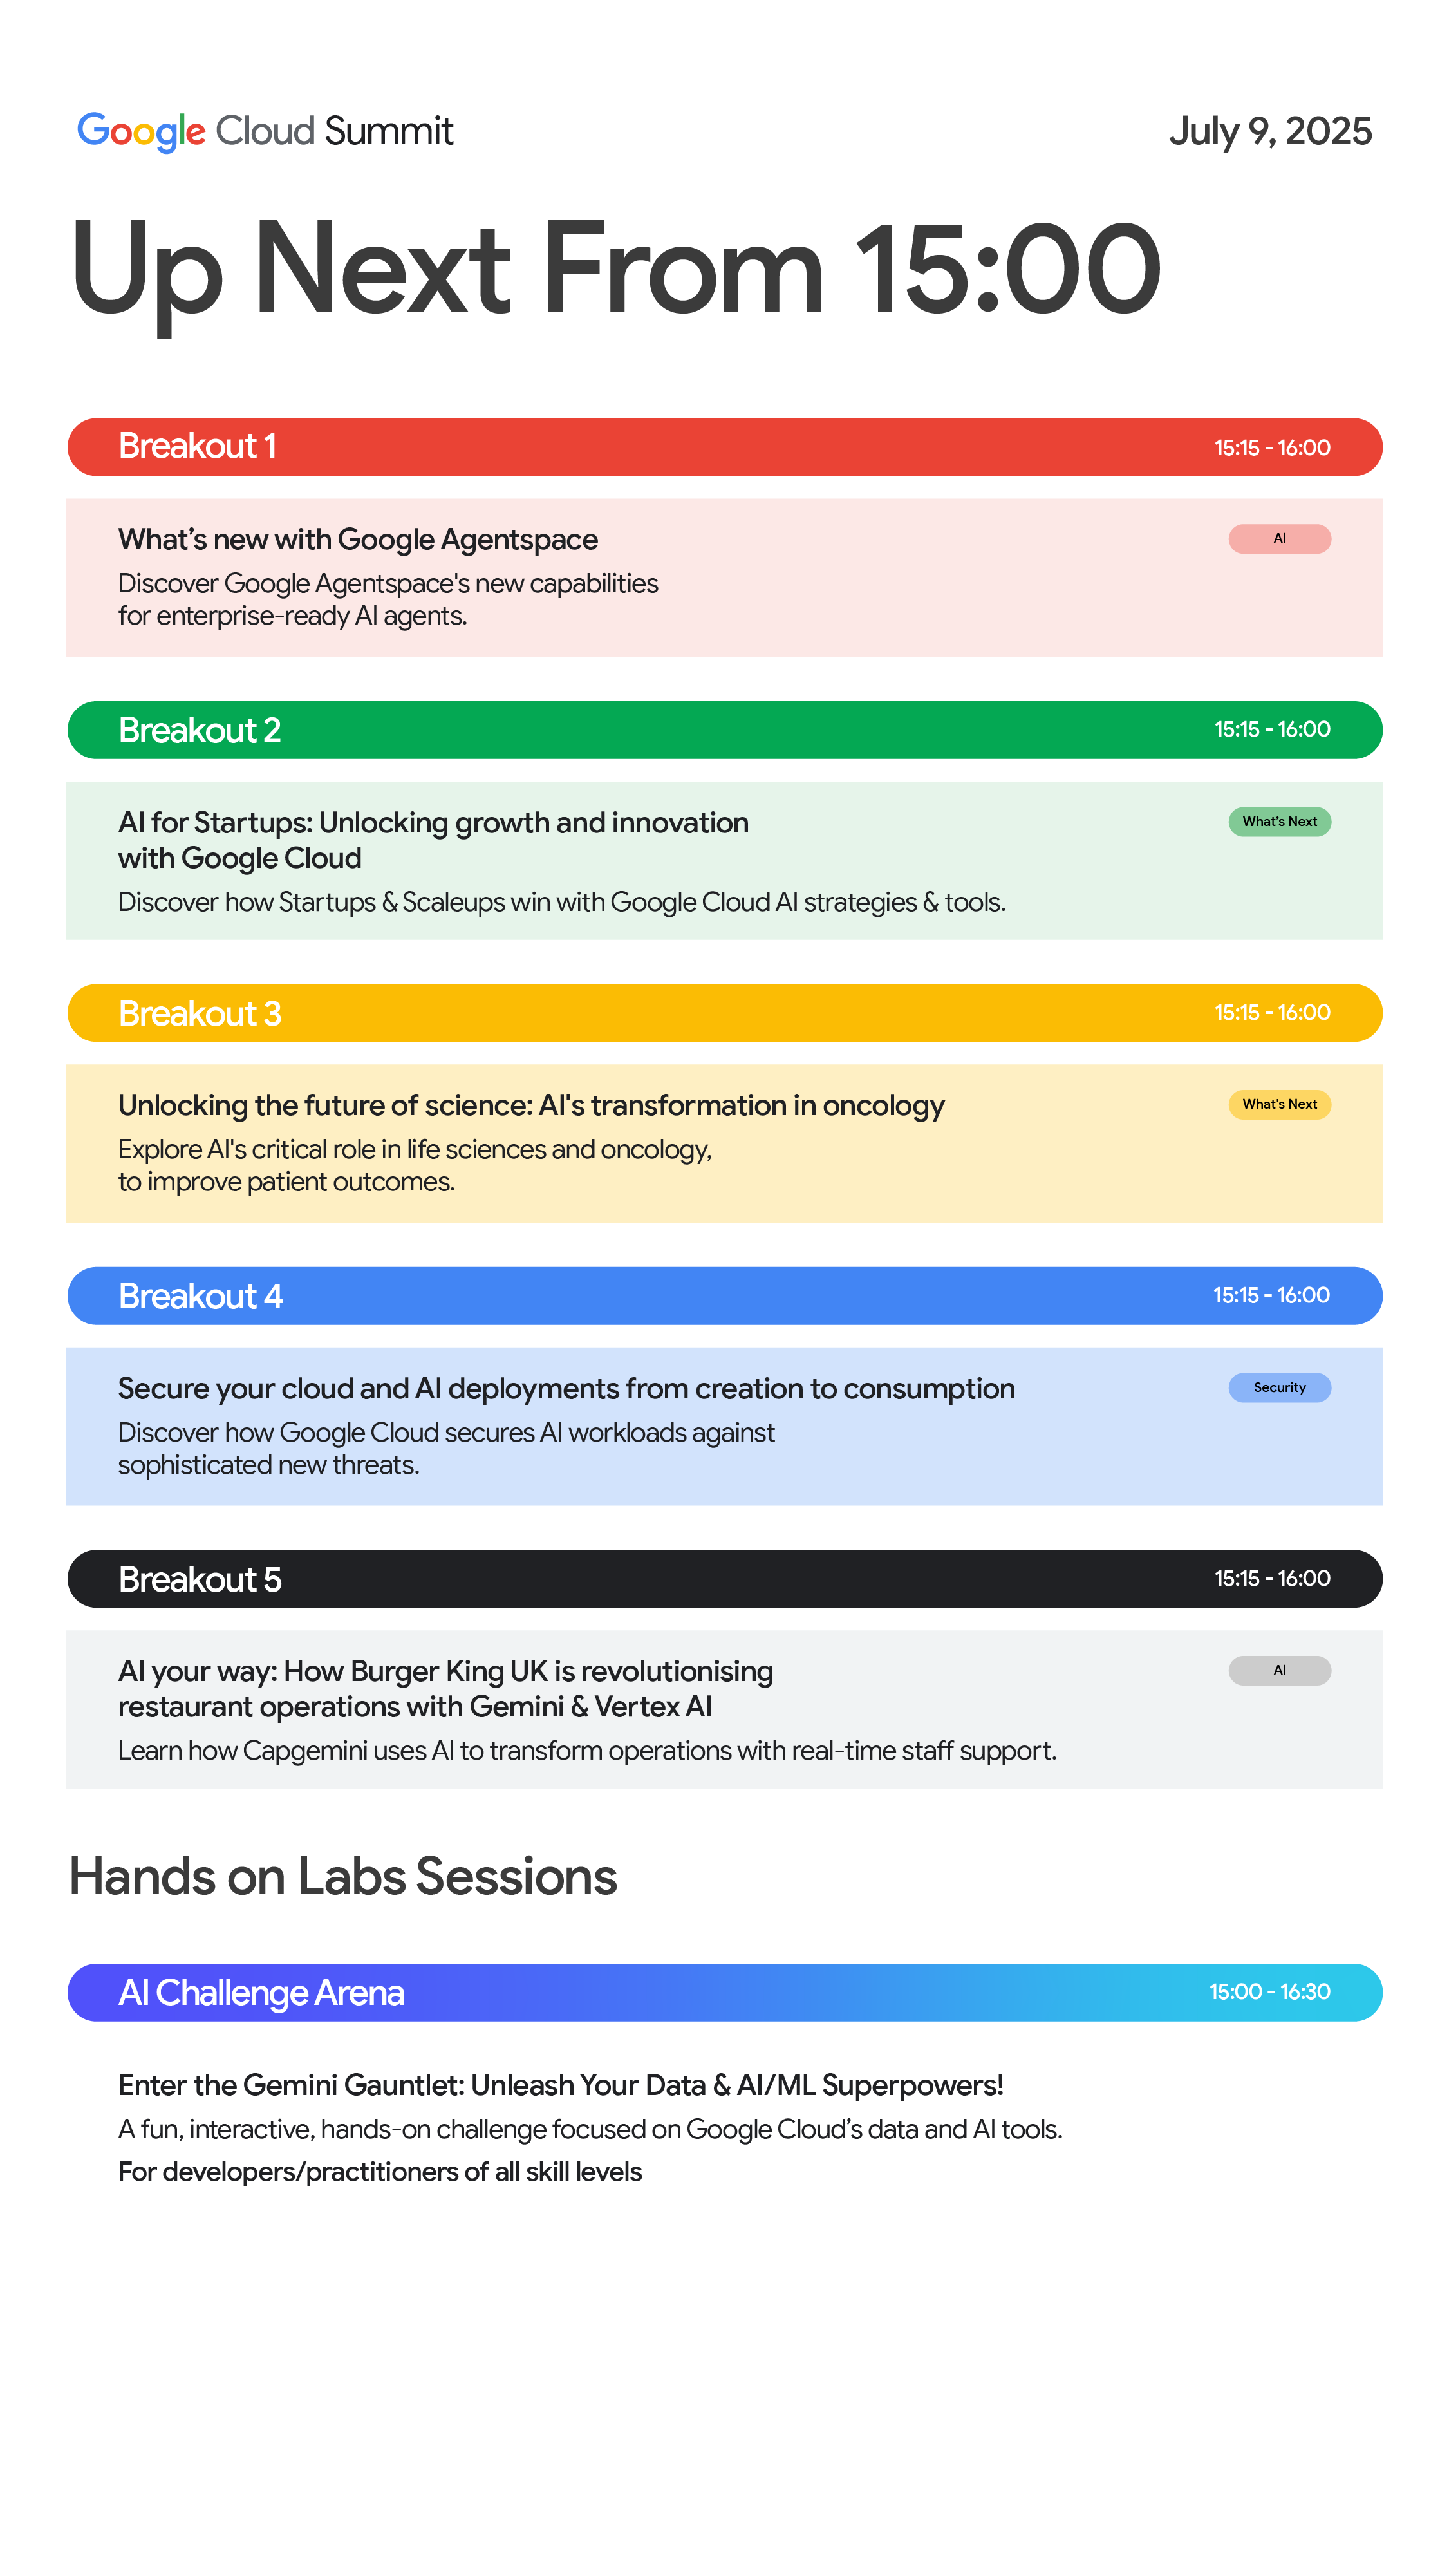 Google Cloud Summit
July 9, 2025
Up Next From 15:00
Breakout 1
15:15 - 16:00
What’s new with Google Agentspace
AI
Discover Google Agentspace's new capabilities
for enterprise-ready AI agents.
Breakout 2
15:15 - 16:00
AI for Startups: Unlocking growth and innovation
with Google Cloud
What’s Next
Discover how Startups & Scaleups win with Google Cloud AI strategies & tools.
Breakout 3
15:15 - 16:00
Unlocking the future of science: AI's transformation in oncology
What’s Next
Explore AI's critical role in life sciences and oncology,
to improve patient outcomes.
Breakout 4
15:15 - 16:00
Secure your cloud and AI deployments from creation to consumption
Security
Discover how Google Cloud secures AI workloads against
sophisticated new threats.
Breakout 5
15:15 - 16:00
AI your way: How Burger King UK is revolutionising
restaurant operations with Gemini & Vertex AI
AI
Learn how Capgemini uses AI to transform operations with real-time staff support.
Hands on Labs Sessions
AI Challenge Arena
15:00 - 16:30
Enter the Gemini Gauntlet: Unleash Your Data & AI/ML Superpowers!
A fun, interactive, hands-on challenge focused on Google Cloud’s data and AI tools.
For developers/practitioners of all skill levels